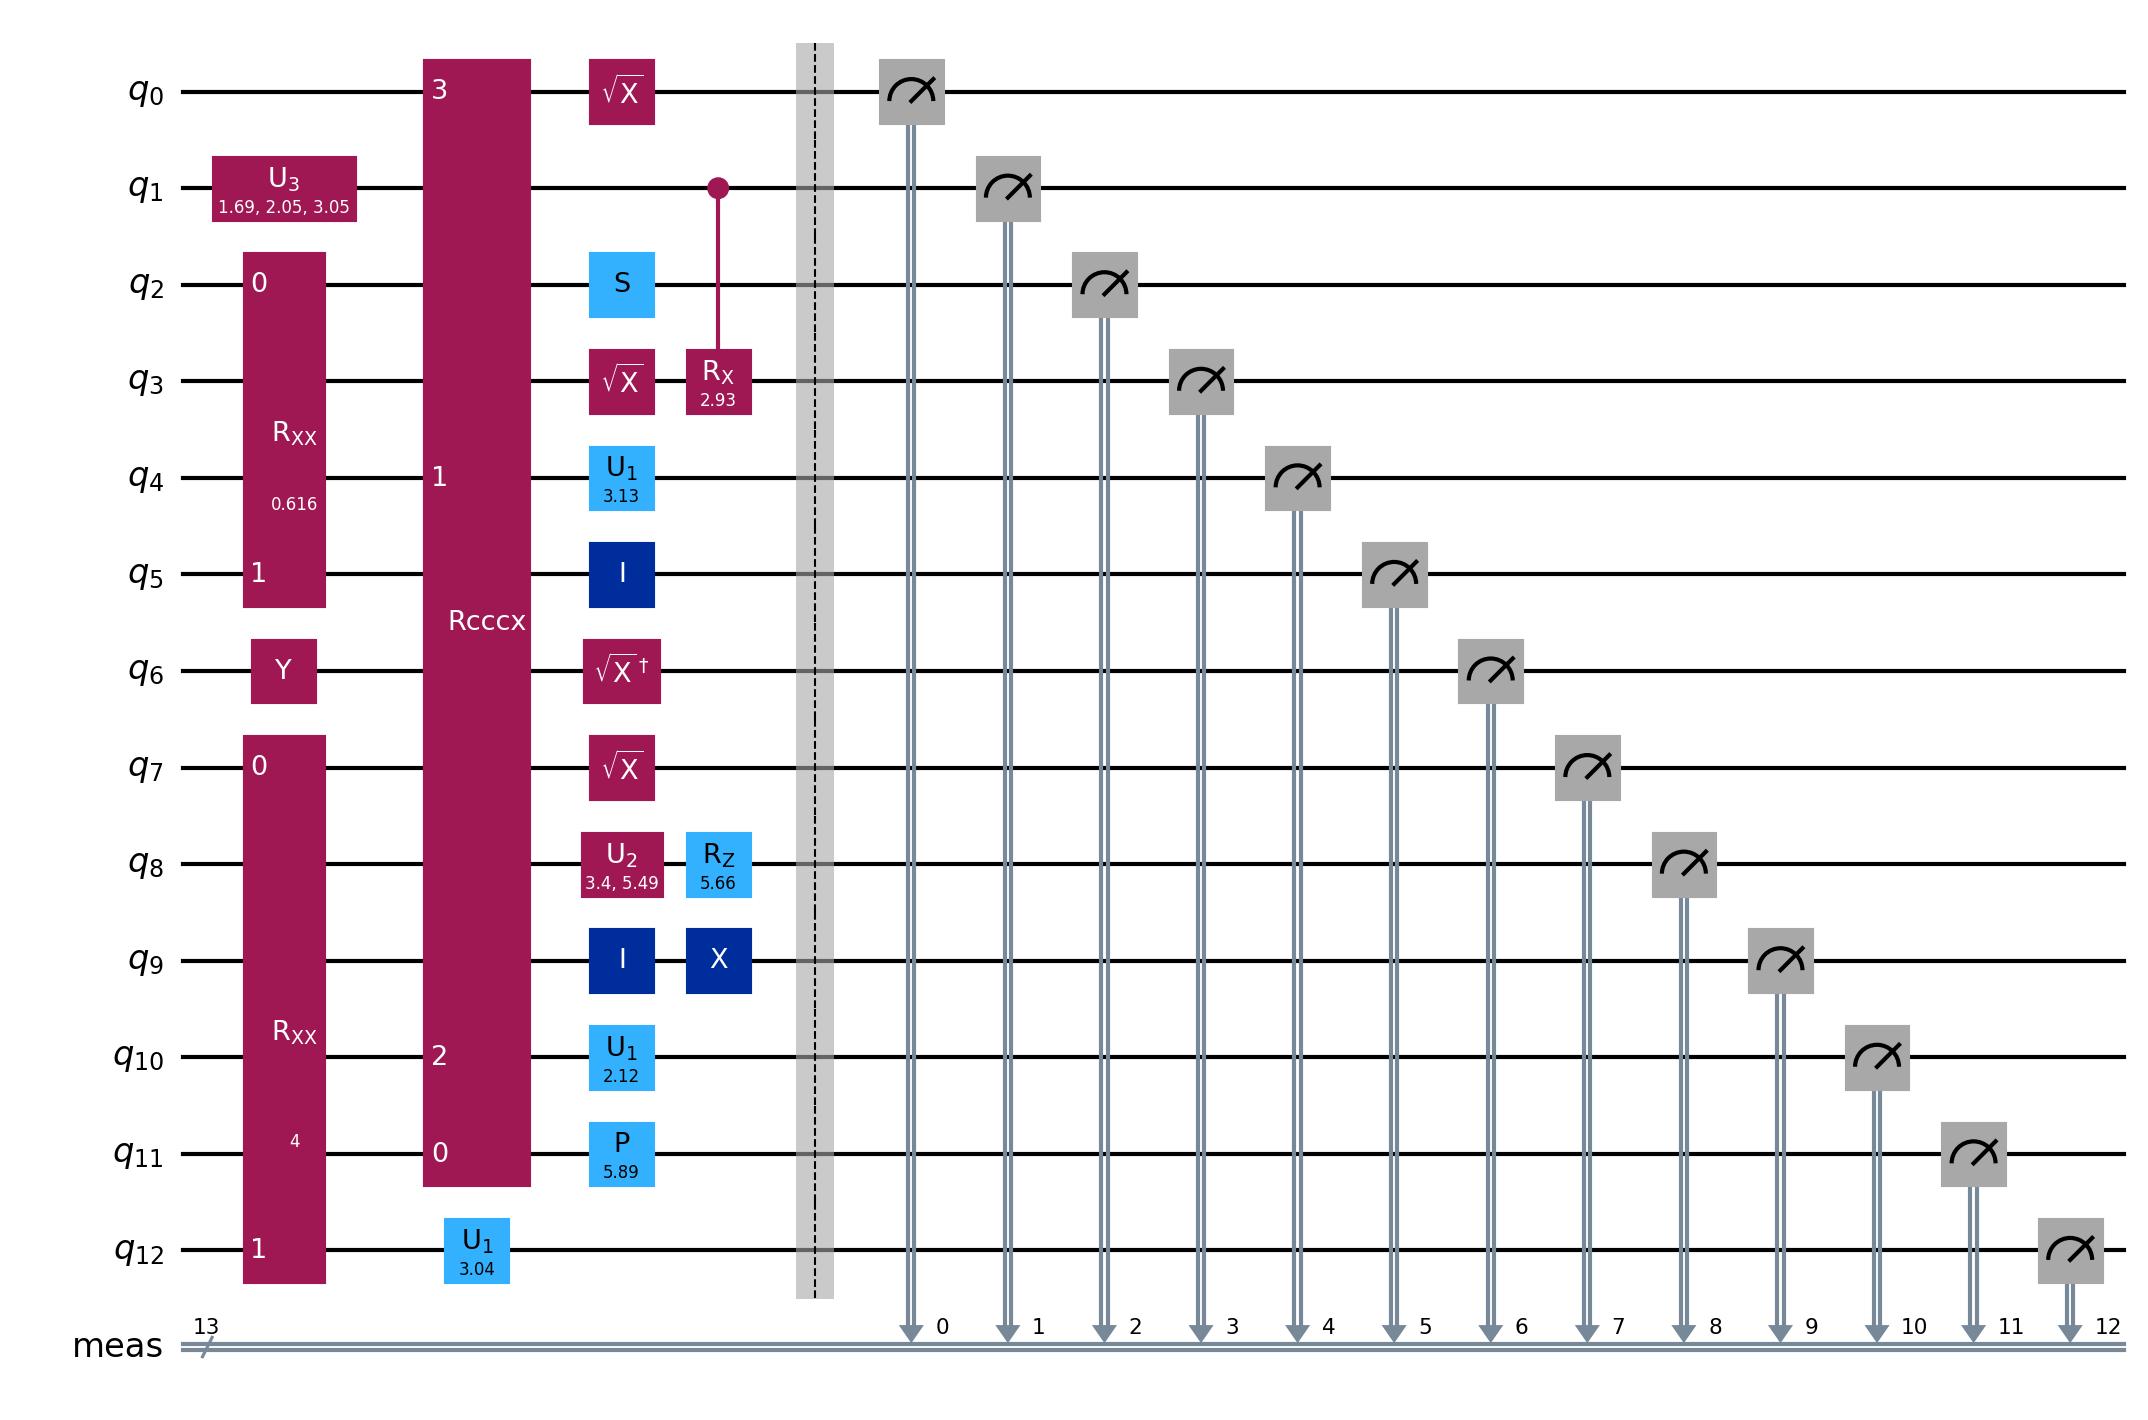 q0 3 √X
q1 U3 1.69, 2.05, 3.05
q2 0 S
q3 √X RX 2.93
RXX
q4 1 U1 3.13
0.616
q5 1 I
Rcccx
q6 Y √X†
q7 0 √X
q8 U2 3.4, 5.49 RZ 5.66
q9 I X
RXX
q10 2 U1 2.12
4
q11 0 P 5.89
q12 1 U1 3.04
13 0 1 2 3 4 5 6 7 8 9 10 11 12
meas